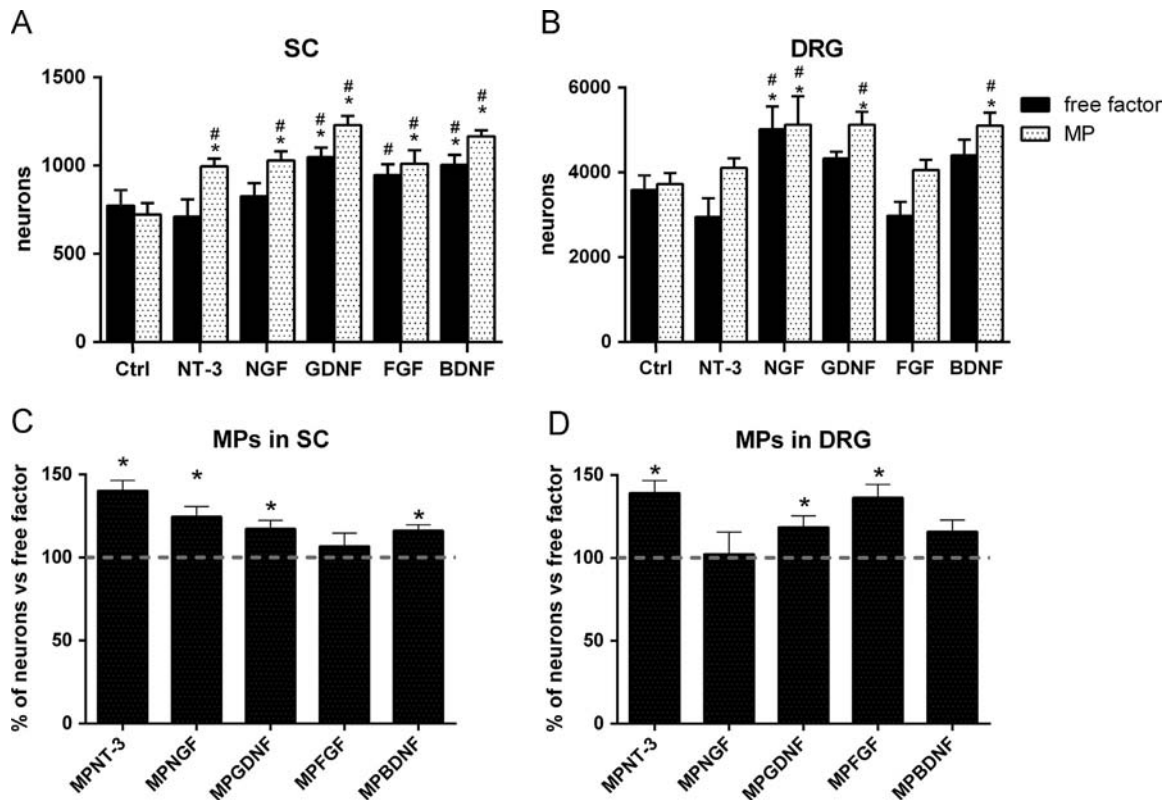 A
SC
neurons
1500
1000
500
0
# * # * # * # * # # * # * # *
Ctrl NT-3 NGF GDNF FGF BDNF
B
DRG
neurons
6000
4000
2000
0
# * # * # * # *
Ctrl NT-3 NGF GDNF FGF BDNF
free factor
MP
C
MPs in SC
% of neurons vs free factor
150
100
50
0
* * * *
MPNT-3 MPNGF MPGDNF MPFGF MPBDNF
D
MPs in DRG
% of neurons vs free factor
150
100
50
0
* * *
MPNT-3 MPNGF MPGDNF MPFGF MPBDNF